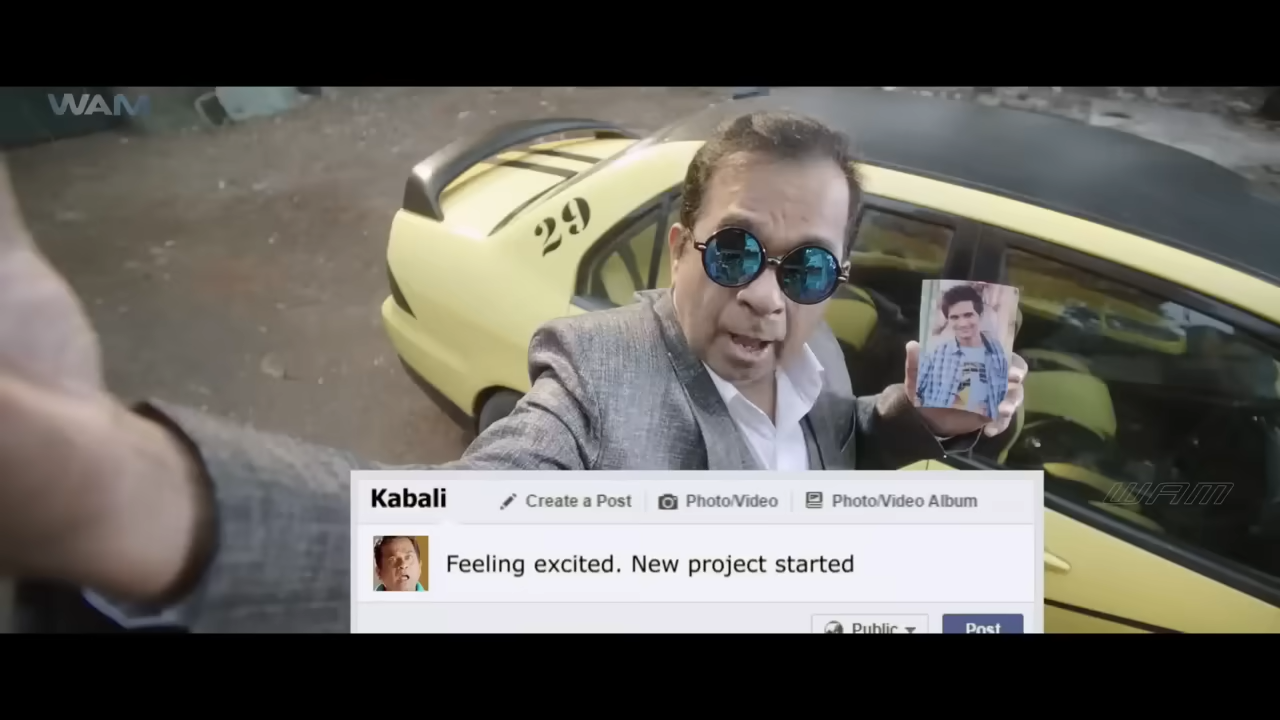 WAM
29
WAM
Kabali Create a Post Photo/Video Photo/Video Album
Feeling excited. New project started
Public Post